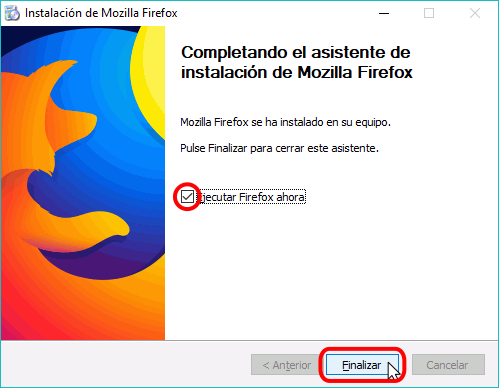 Instalación de Mozilla Firefox
Completando el asistente de
instalación de Mozilla Firefox
Mozilla Firefox se ha instalado en su equipo.
Pulse Finalizar para cerrar este asistente.
Ejecutar Firefox ahora
< Anterior
Finalizar
Cancelar